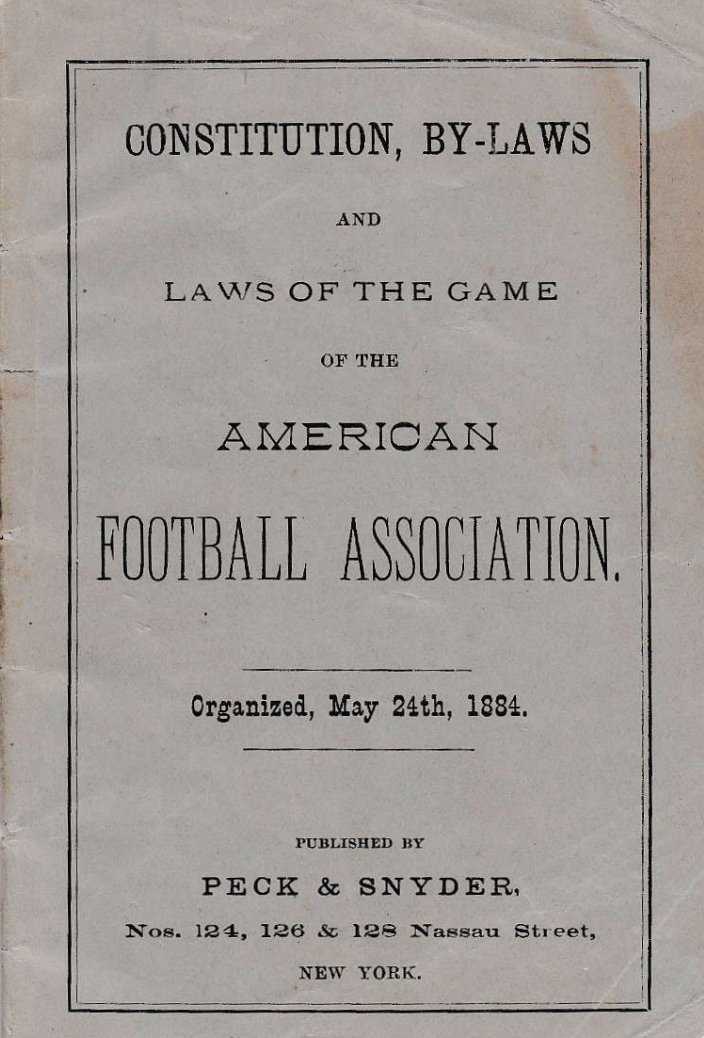 CONSTITUTION, BY-LAWS
AND
LAWS OF THE GAME
OF THE
AMERICAN
FOOTBALL ASSOCIATION.
Organized, May 24th, 1884.
PUBLISHED BY
PECK & SNYDER,
Nos. 124, 126 & 128 Nassau Street,
NEW YORK.